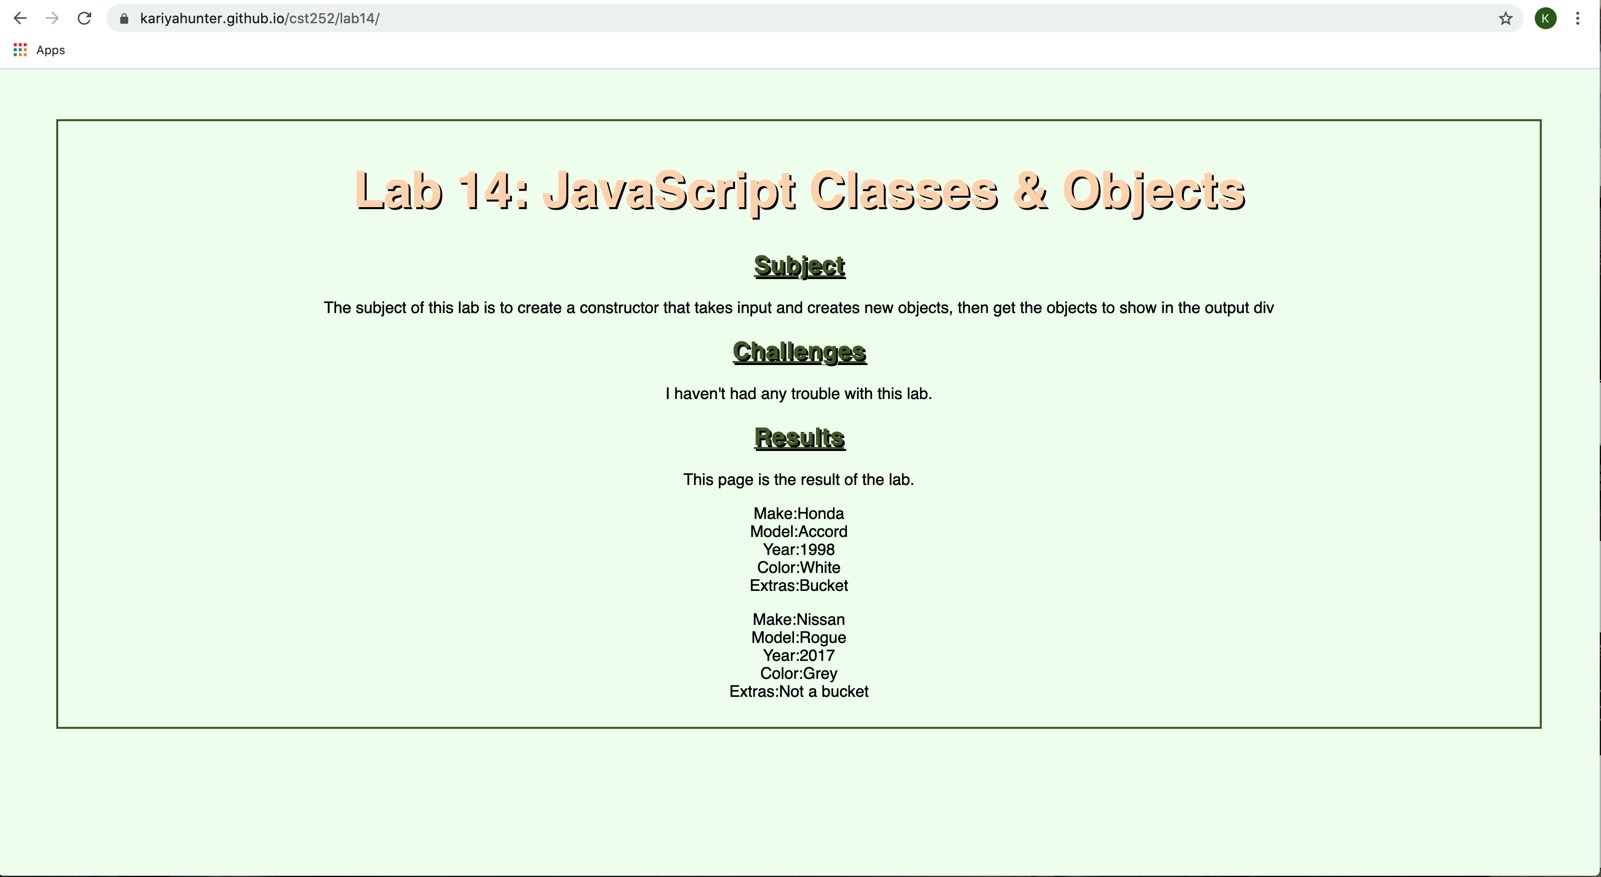 kariyahunter.github.io/cst252/lab14/
K
Apps
Lab 14: JavaScript Classes & Objects
Subject
The subject of this lab is to create a constructor that takes input and creates new objects, then get the objects to show in the output div
Challenges
I haven't had any trouble with this lab.
Results
This page is the result of the lab.
Make:Honda
Model:Accord
Year:1998
Color:White
Extras:Bucket
Make:Nissan
Model:Rogue
Year:2017
Color:Grey
Extras:Not a bucket